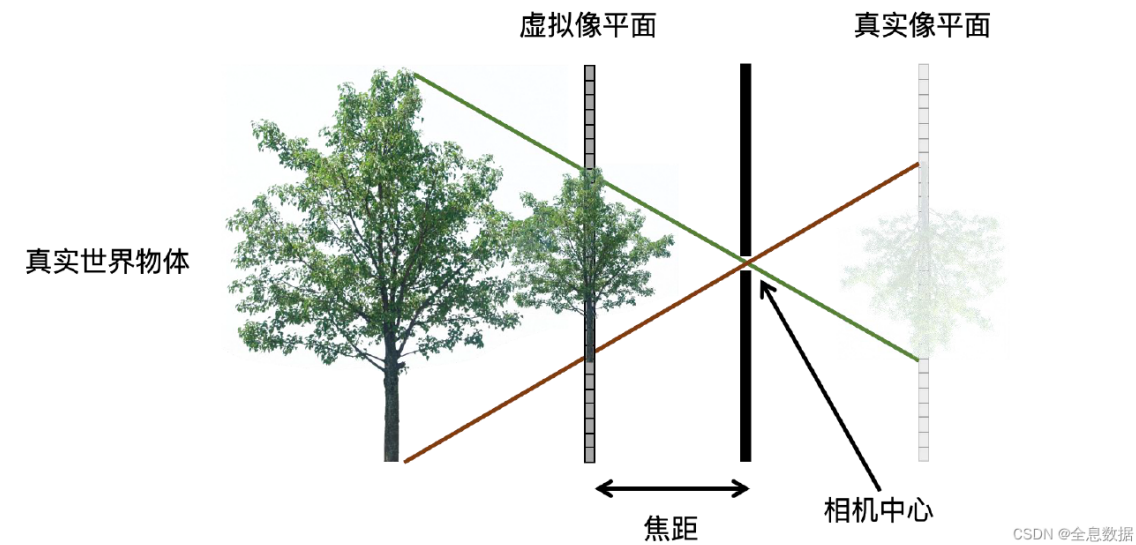 虚拟像平面
真实像平面
真实世界物体
相机中心
焦距
CSDN @全息数据